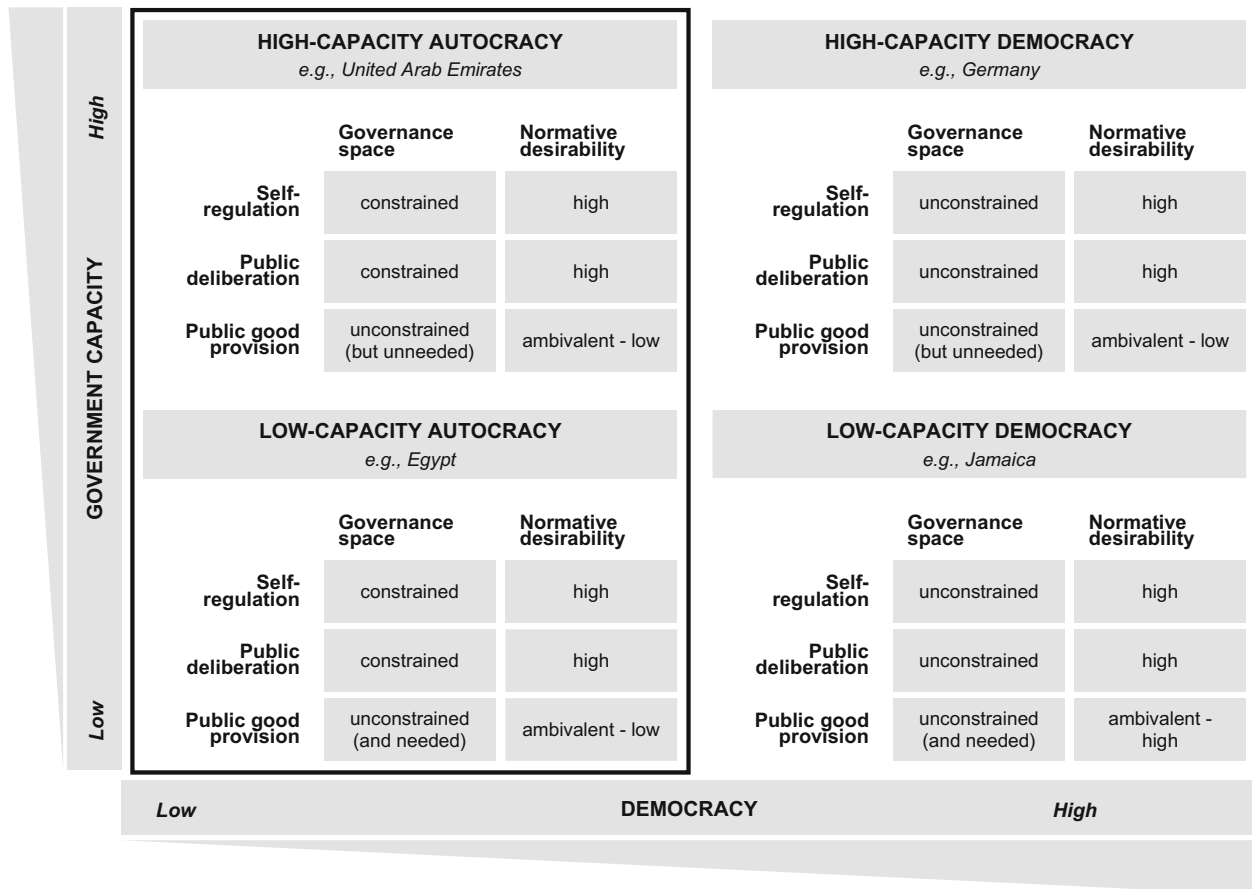 HIGH-CAPACITY AUTOCRACY
e.g., United Arab Emirates
Governance
space
Normative
desirability
Self-
regulation
constrained
high
Public
deliberation
constrained
high
Public good
provision
unconstrained
(but unneeded)
ambivalent - low
HIGH-CAPACITY DEMOCRACY
e.g., Germany
Governance
space
Normative
desirability
Self-
regulation
unconstrained
high
Public
deliberation
unconstrained
high
Public good
provision
unconstrained
(but unneeded)
ambivalent - low
High
GOVERNMENT CAPACITY
Low
LOW-CAPACITY AUTOCRACY
e.g., Egypt
Governance
space
Normative
desirability
Self-
regulation
constrained
high
Public
deliberation
constrained
high
Public good
provision
unconstrained
(and needed)
ambivalent - low
LOW-CAPACITY DEMOCRACY
e.g., Jamaica
Governance
space
Normative
desirability
Self-
regulation
unconstrained
high
Public
deliberation
unconstrained
high
Public good
provision
unconstrained
(and needed)
ambivalent -
high
Low
DEMOCRACY
High